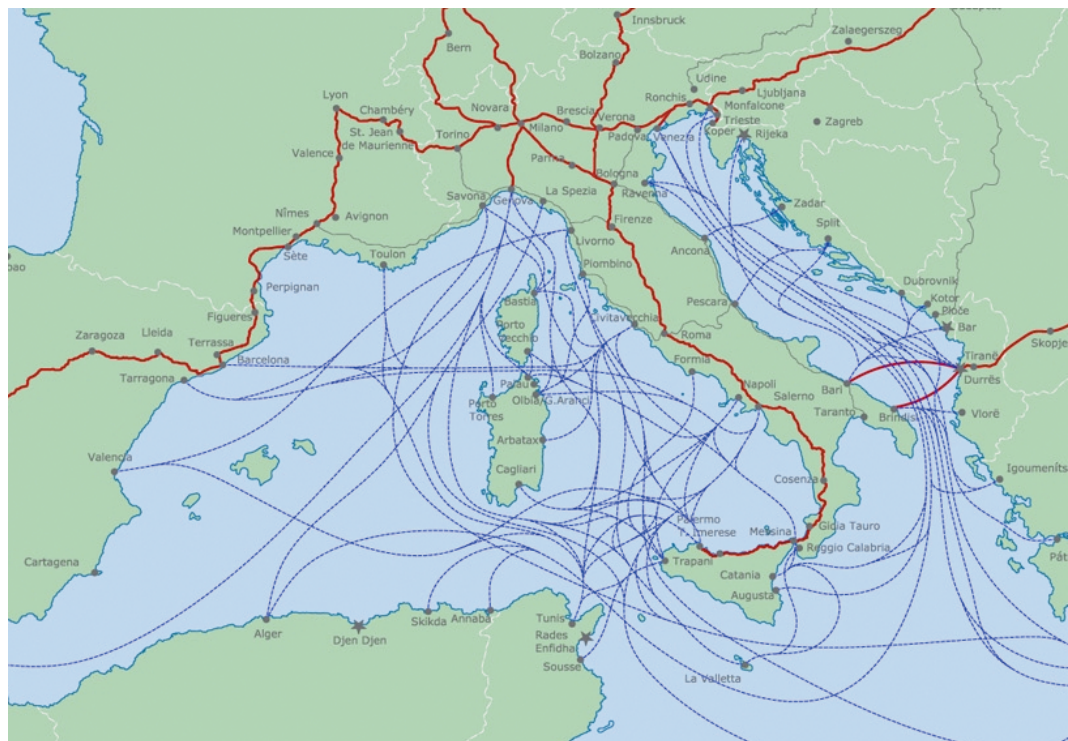 Innsbruck
Bern
Zalaegerszeg
Bolzano
Udine
Lyon
Chambéry
Novara
Brescia
Ronchis
Ljubljana
Monfalcone
St. Jean
de Maurienne
Torino
Milano
Verona
Padova
Venezia
Trieste
Koper
Rijeka
Zagreb
Valence
Parma
Bologna
Ravenna
Savona
Genova
La Spezia
Zadar
Nîmes
Avignon
Firenze
Split
Montpellier
Livorno
Ancona
Sète
Toulon
Piombino
Dubrovnik
Perpignan
Bastia
Pescara
Kotor
Ploče
Figueres
Civitavecchia
Bar
Porto
Vecchio
Roma
Zaragoza
Lleida
Terrassa
Skopje
Barcelona
Formia
Tiranë
Durrës
Tarragona
Palau
Olbia/G.Aranci
Napoli
Salerno
Bari
Porto
Torres
Taranto
Brindisi
Vlorë
Arbatax
Valencia
Cagliari
Cosenza
Igoumeníts
Palermo
T. Imerese
Messina
Gioia Tauro
Reggio Calabria
Cartagena
Trapani
Pát
Catania
Augusta
Alger
Djen Djen
Skikda
Annaba
Tunis
Rades
Enfidha
Sousse
La Valletta